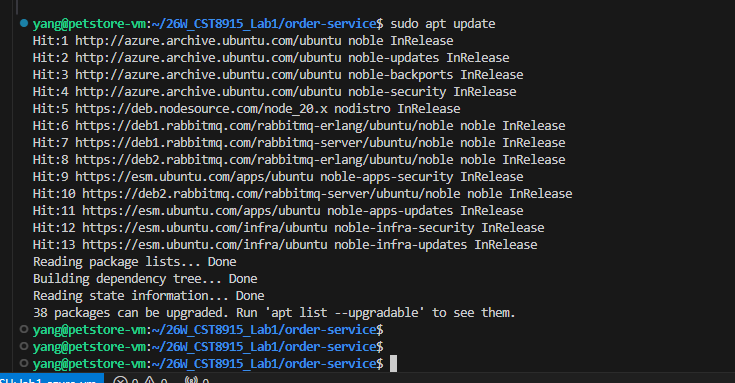 yang@petstore-vm:~/26W_CST8915_Lab1/order-service$ sudo apt update
Hit:1 http://azure.archive.ubuntu.com/ubuntu noble InRelease
Hit:2 http://azure.archive.ubuntu.com/ubuntu noble-updates InRelease
Hit:3 http://azure.archive.ubuntu.com/ubuntu noble-backports InRelease
Hit:4 http://azure.archive.ubuntu.com/ubuntu noble-security InRelease
Hit:5 https://deb.nodesource.com/node_20.x nodistro InRelease
Hit:6 https://deb1.rabbitmq.com/rabbitmq-erlang/ubuntu/noble noble InRelease
Hit:7 https://deb1.rabbitmq.com/rabbitmq-server/ubuntu/noble noble InRelease
Hit:8 https://deb2.rabbitmq.com/rabbitmq-erlang/ubuntu/noble noble InRelease
Hit:9 https://esm.ubuntu.com/apps/ubuntu noble-apps-security InRelease
Hit:10 https://deb2.rabbitmq.com/rabbitmq-server/ubuntu/noble noble InRelease
Hit:11 https://esm.ubuntu.com/apps/ubuntu noble-apps-updates InRelease
Hit:12 https://esm.ubuntu.com/infra/ubuntu noble-infra-security InRelease
Hit:13 https://esm.ubuntu.com/infra/ubuntu noble-infra-updates InRelease
Reading package lists... Done
Building dependency tree... Done
Reading state information... Done
38 packages can be upgraded. Run 'apt list --upgradable' to see them.
yang@petstore-vm:~/26W_CST8915_Lab1/order-service$
yang@petstore-vm:~/26W_CST8915_Lab1/order-service$
yang@petstore-vm:~/26W_CST8915_Lab1/order-service$